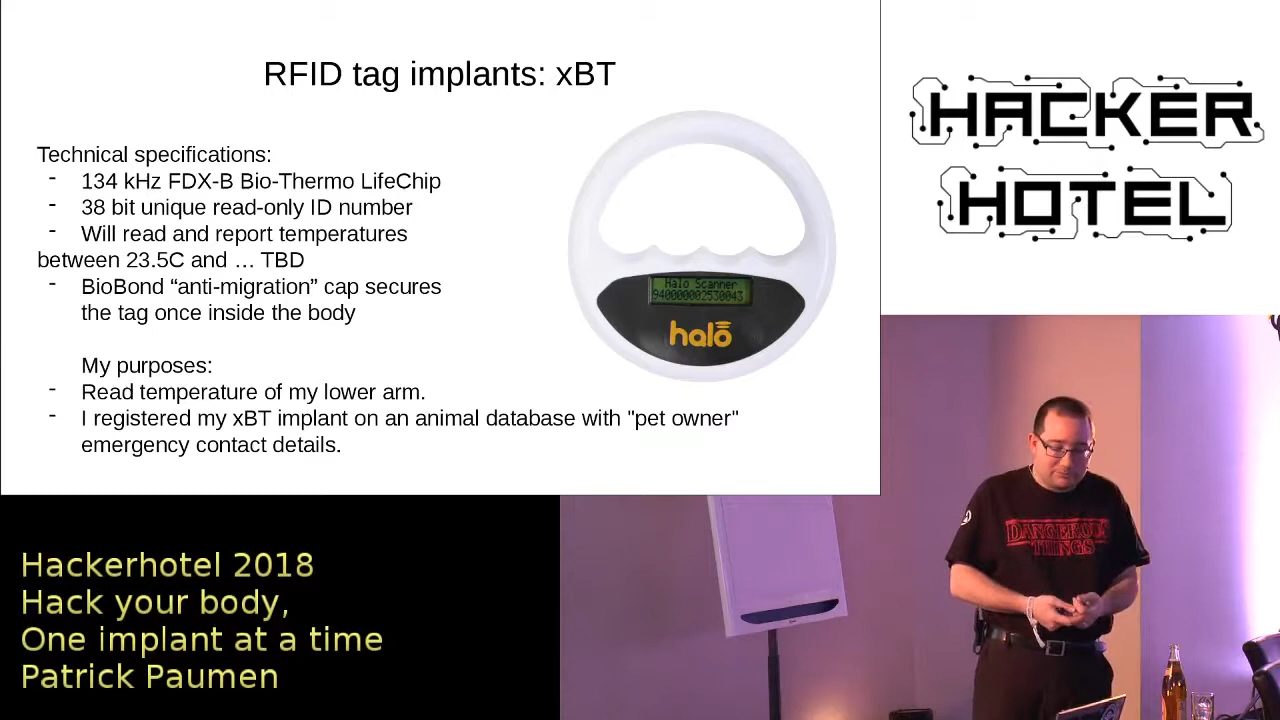 RFID tag implants: xBT
Technical specifications:
- 134 kHz FDX-B Bio-Thermo LifeChip
- 38 bit unique read-only ID number
- Will read and report temperatures
between 23.5C and … TBD
- BioBond “anti-migration” cap secures
the tag once inside the body
My purposes:
- Read temperature of my lower arm.
- I registered my xBT implant on an animal database with "pet owner"
emergency contact details.
Halo Scanner
940000002530043
halo
HACKER
HOTEL
DANGEROUS
THINGS
Hackerhotel 2018
Hack your body,
One implant at a time
Patrick Paumen